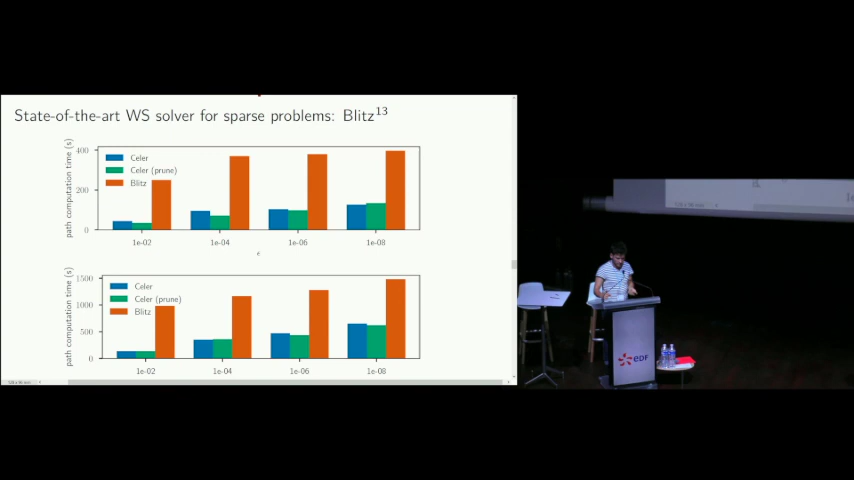 State-of-the-art WS solver for sparse problems: Blitz13
path computation time (s)
400
200
0
Celer
Celer (prune)
Blitz
1e-02
1e-04
1e-06
1e-08
ϵ
path computation time (s)
1500
1000
500
0
Celer
Celer (prune)
Blitz
1e-02
1e-04
1e-06
1e-08
eDF